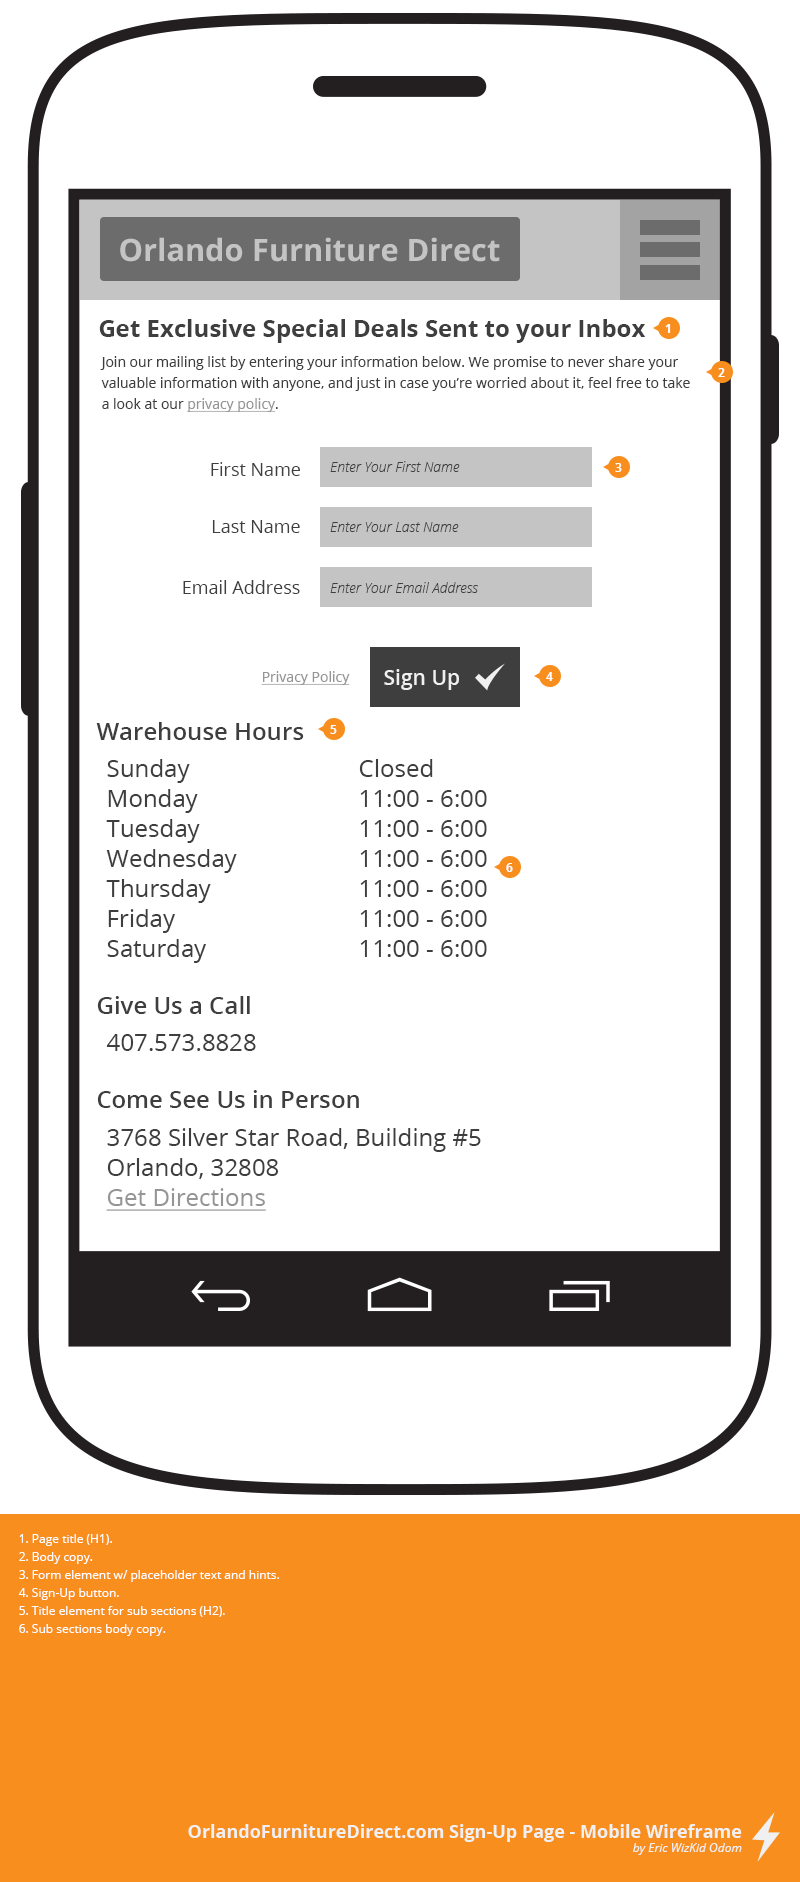 Orlando Furniture Direct
Get Exclusive Special Deals Sent to your Inbox 1
Join our mailing list by entering your information below. We promise to never share your
valuable information with anyone, and just in case you’re worried about it, feel free to take 2
a look at our privacy policy.
First Name Enter Your First Name 3
Last Name Enter Your Last Name
Email Address Enter Your Email Address
Privacy Policy Sign Up 4
Warehouse Hours 5
Sunday Closed
Monday 11:00 - 6:00
Tuesday 11:00 - 6:00
Wednesday 11:00 - 6:00 6
Thursday 11:00 - 6:00
Friday 11:00 - 6:00
Saturday 11:00 - 6:00
Give Us a Call
407.573.8828
Come See Us in Person
3768 Silver Star Road, Building #5
Orlando, 32808
Get Directions
1. Page title (H1).
2. Body copy.
3. Form element w/ placeholder text and hints.
4. Sign-Up button.
5. Title element for sub sections (H2).
6. Sub sections body copy.
OrlandoFurnitureDirect.com Sign-Up Page - Mobile Wireframe
by Eric WizKid Odom